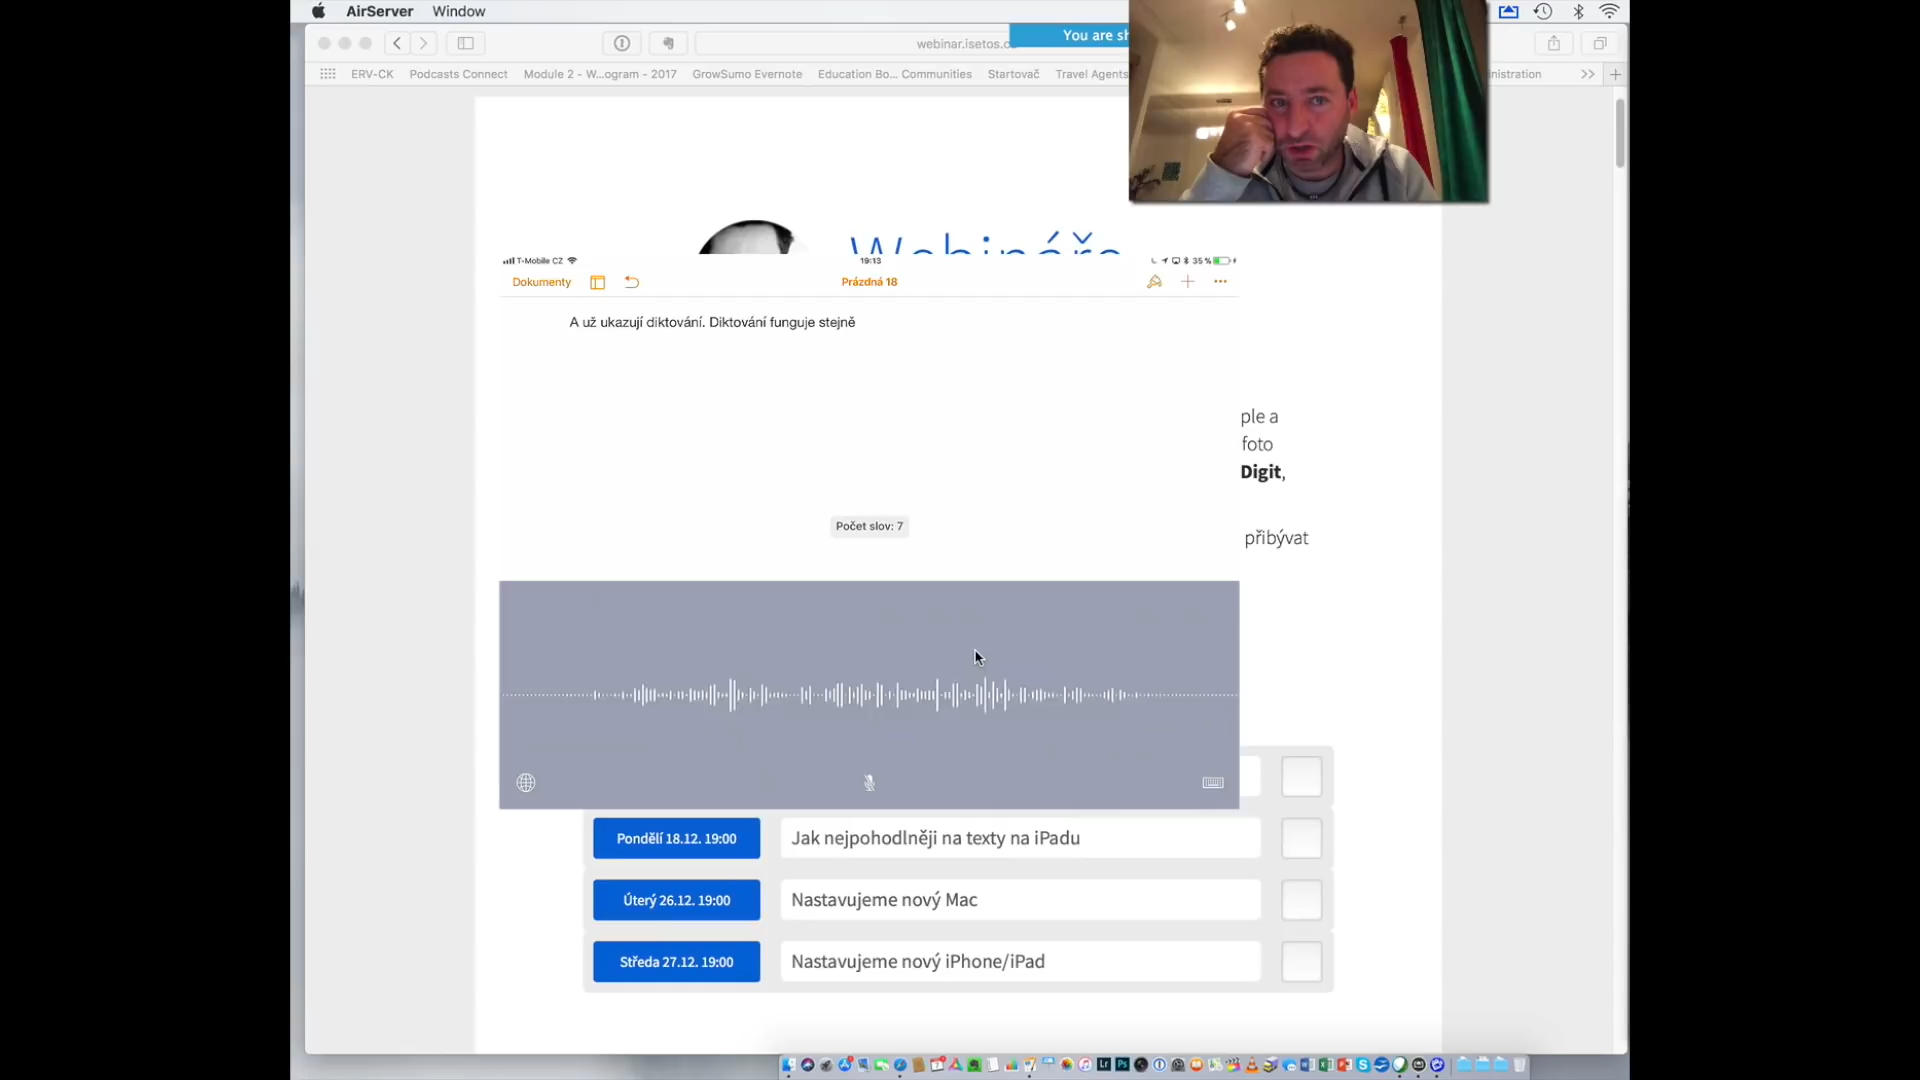 AirServer Window
webinar.isetos.c
You are sh
ERV-CK Podcasts Connect Module 2 - W...ogram - 2017 GrowSumo Evernote Education Bo... Communities Startovač Travel Agents
nistration
Webináře
T-Mobile CZ 19:13 35 %
Dokumenty Prázdná 18
A už ukazují diktování. Diktování funguje stejně
ple a
foto
Digit,
Počet slov: 7
přibývat
Pondělí 18.12. 19:00 Jak nejpohodlněji na texty na iPadu
Úterý 26.12. 19:00 Nastavujeme nový Mac
Středa 27.12. 19:00 Nastavujeme nový iPhone/iPad